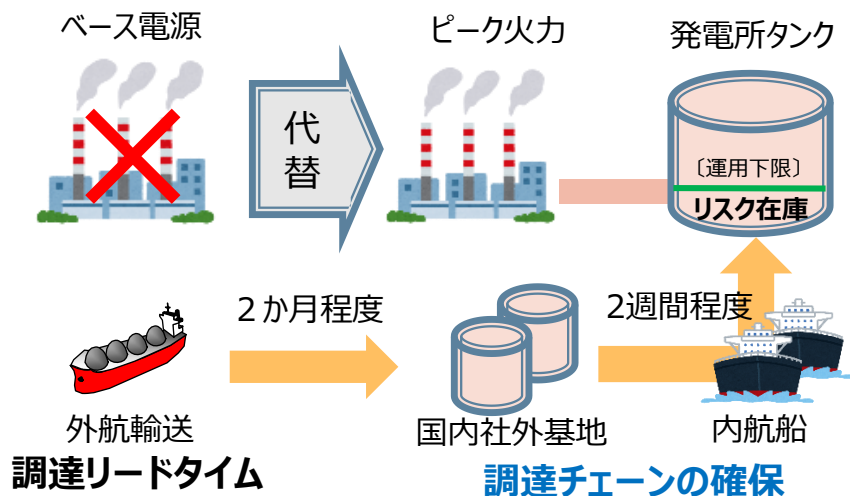 ベース電源
ピーク火力
発電所タンク
代
替
〔運用下限〕
リスク在庫
２か月程度
2週間程度
外航輸送
国内社外基地
内航船
調達リードタイム
調達チェーンの確保